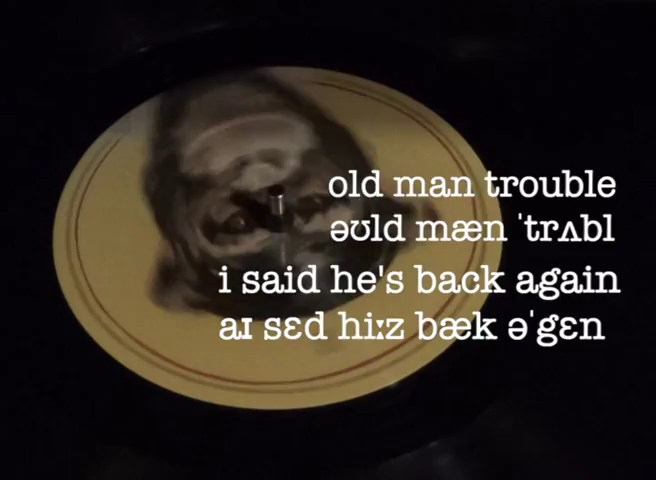 old man trouble
əʊld mæn ˈtrʌbl
i said he's back again
aɪ sɛd hiːz bæk əˈgɛn